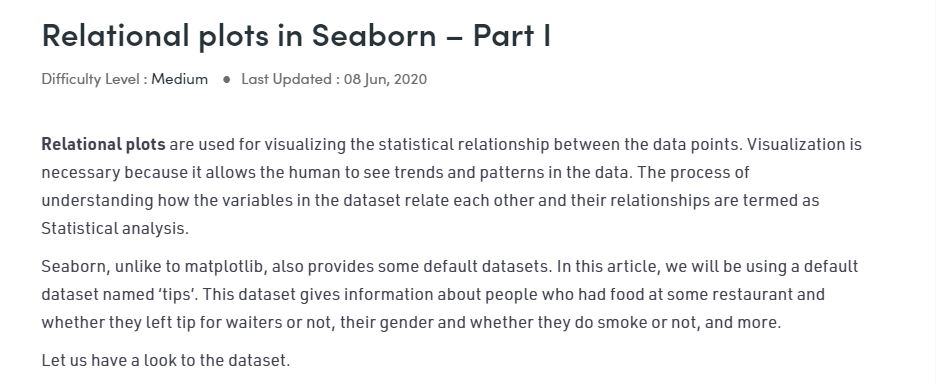 Relational plots in Seaborn – Part I
Difficulty Level : Medium ● Last Updated : 08 Jun, 2020
Relational plots are used for visualizing the statistical relationship between the data points. Visualization is
necessary because it allows the human to see trends and patterns in the data. The process of
understanding how the variables in the dataset relate each other and their relationships are termed as
Statistical analysis.
Seaborn, unlike to matplotlib, also provides some default datasets. In this article, we will be using a default
dataset named ‘tips’. This dataset gives information about people who had food at some restaurant and
whether they left tip for waiters or not, their gender and whether they do smoke or not, and more.
Let us have a look to the dataset.